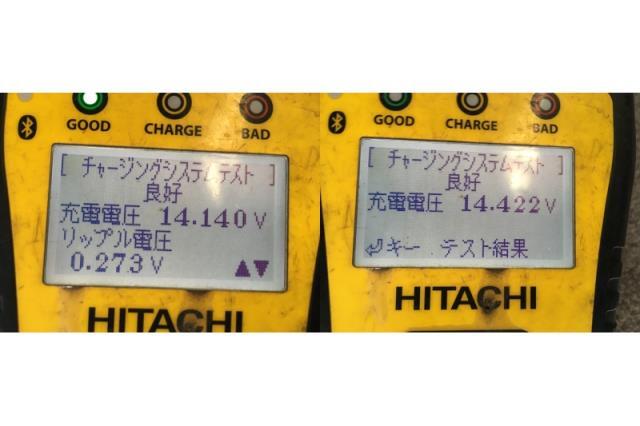 GOOD CHARGE BAD
[ チャージングシステムテスト ]
良好
充電電圧 14.140 V
リップル電圧
0.273 V ▲▼
HITACHI
GOOD CHARGE BAD
[ チャージングシステムテスト ]
良好
充電電圧 14.422 V
キー テスト結果
HITACHI